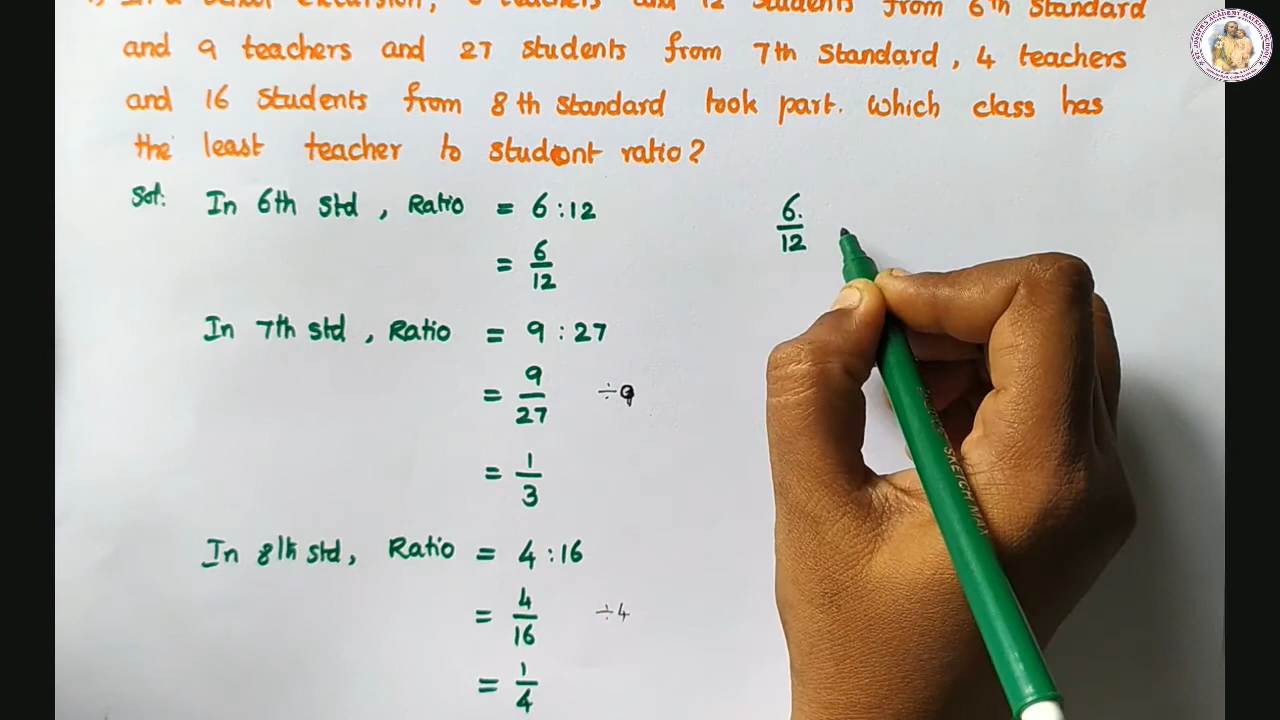 and 9 teachers and 27 students from 7th Standard, 4 teachers
and 16 Students from 8th standard took part. Which class has
the least teacher to student ratio?
Sol: In 6th std, Ratio = 6:12
6/12
= 6/12
In 7th std, Ratio = 9:27
= 9/27 ÷9
= 1/3
In 8th std, Ratio = 4:16
= 4/16 ÷4
= 1/4